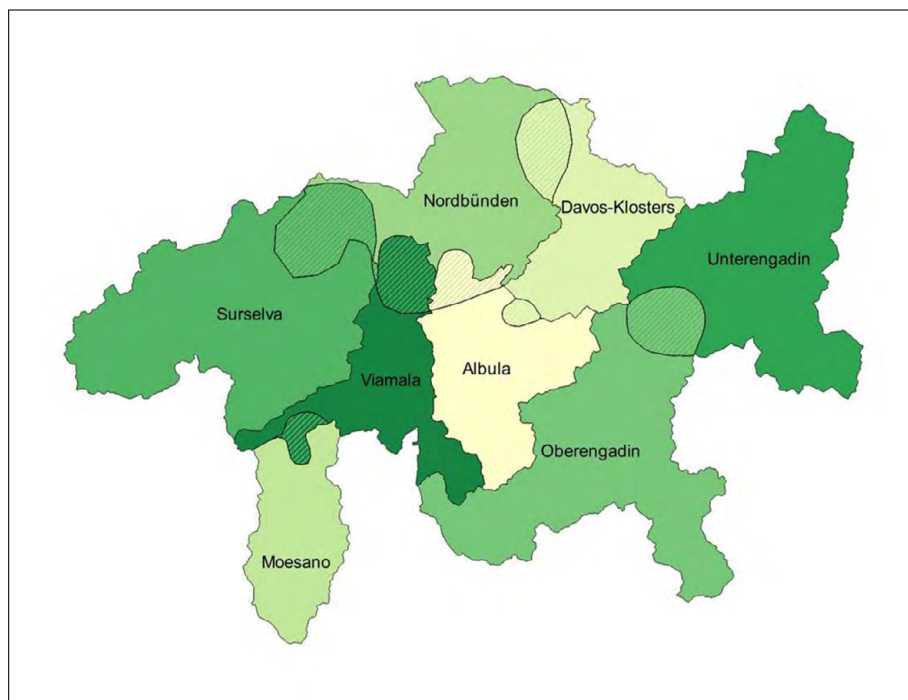 Nordbünden
Davos-Klosters
Unterengadin
Surselva
Viamala
Albula
Oberengadin
Moesano